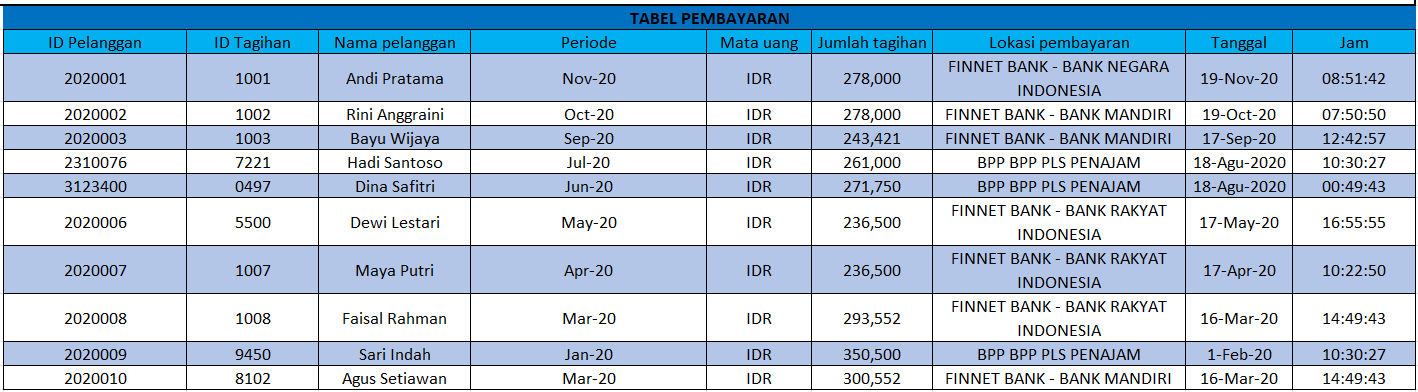 TABEL PEMBAYARAN
ID Pelanggan ID Tagihan Nama pelanggan Periode Mata uang Jumlah tagihan Lokasi pembayaran Tanggal Jam
2020001 1001 Andi Pratama Nov-20 IDR 278,000 FINNET BANK - BANK NEGARA INDONESIA 19-Nov-20 08:51:42
2020002 1002 Rini Anggraini Oct-20 IDR 278,000 FINNET BANK - BANK MANDIRI 19-Oct-20 07:50:50
2020003 1003 Bayu Wijaya Sep-20 IDR 243,421 FINNET BANK - BANK MANDIRI 17-Sep-20 12:42:57
2310076 7221 Hadi Santoso Jul-20 IDR 261,000 BPP BPP PLS PENAJAM 18-Agu-2020 10:30:27
3123400 0497 Dina Safitri Jun-20 IDR 271,750 BPP BPP PLS PENAJAM 18-Agu-2020 00:49:43
2020006 5500 Dewi Lestari May-20 IDR 236,500 FINNET BANK - BANK RAKYAT INDONESIA 17-May-20 16:55:55
2020007 1007 Maya Putri Apr-20 IDR 236,500 FINNET BANK - BANK RAKYAT INDONESIA 17-Apr-20 10:22:50
2020008 1008 Faisal Rahman Mar-20 IDR 293,552 FINNET BANK - BANK RAKYAT INDONESIA 16-Mar-20 14:49:43
2020009 9450 Sari Indah Jan-20 IDR 350,500 BPP BPP PLS PENAJAM 1-Feb-20 10:30:27
2020010 8102 Agus Setiawan Mar-20 IDR 300,552 FINNET BANK - BANK MANDIRI 16-Mar-20 14:49:43